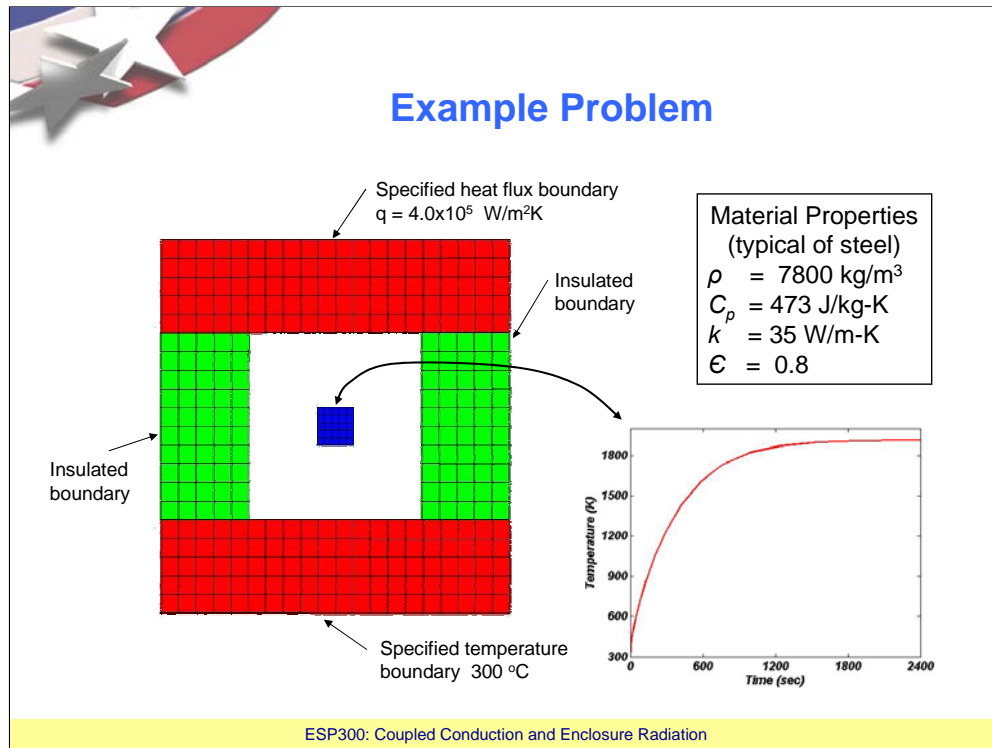 Example Problem
Specified heat flux boundary
q = 4.0x10⁵ W/m²K
Insulated
boundary
Material Properties
(typical of steel)
ρ = 7800 kg/m³
Cₚ = 473 J/kg-K
k = 35 W/m-K
Є = 0.8
Insulated
boundary
Specified temperature
boundary 300 ºC
Temperature (K)
1800
1500
1200
900
600
300
0
600
1200
1800
2400
Time (sec)
ESP300: Coupled Conduction and Enclosure Radiation